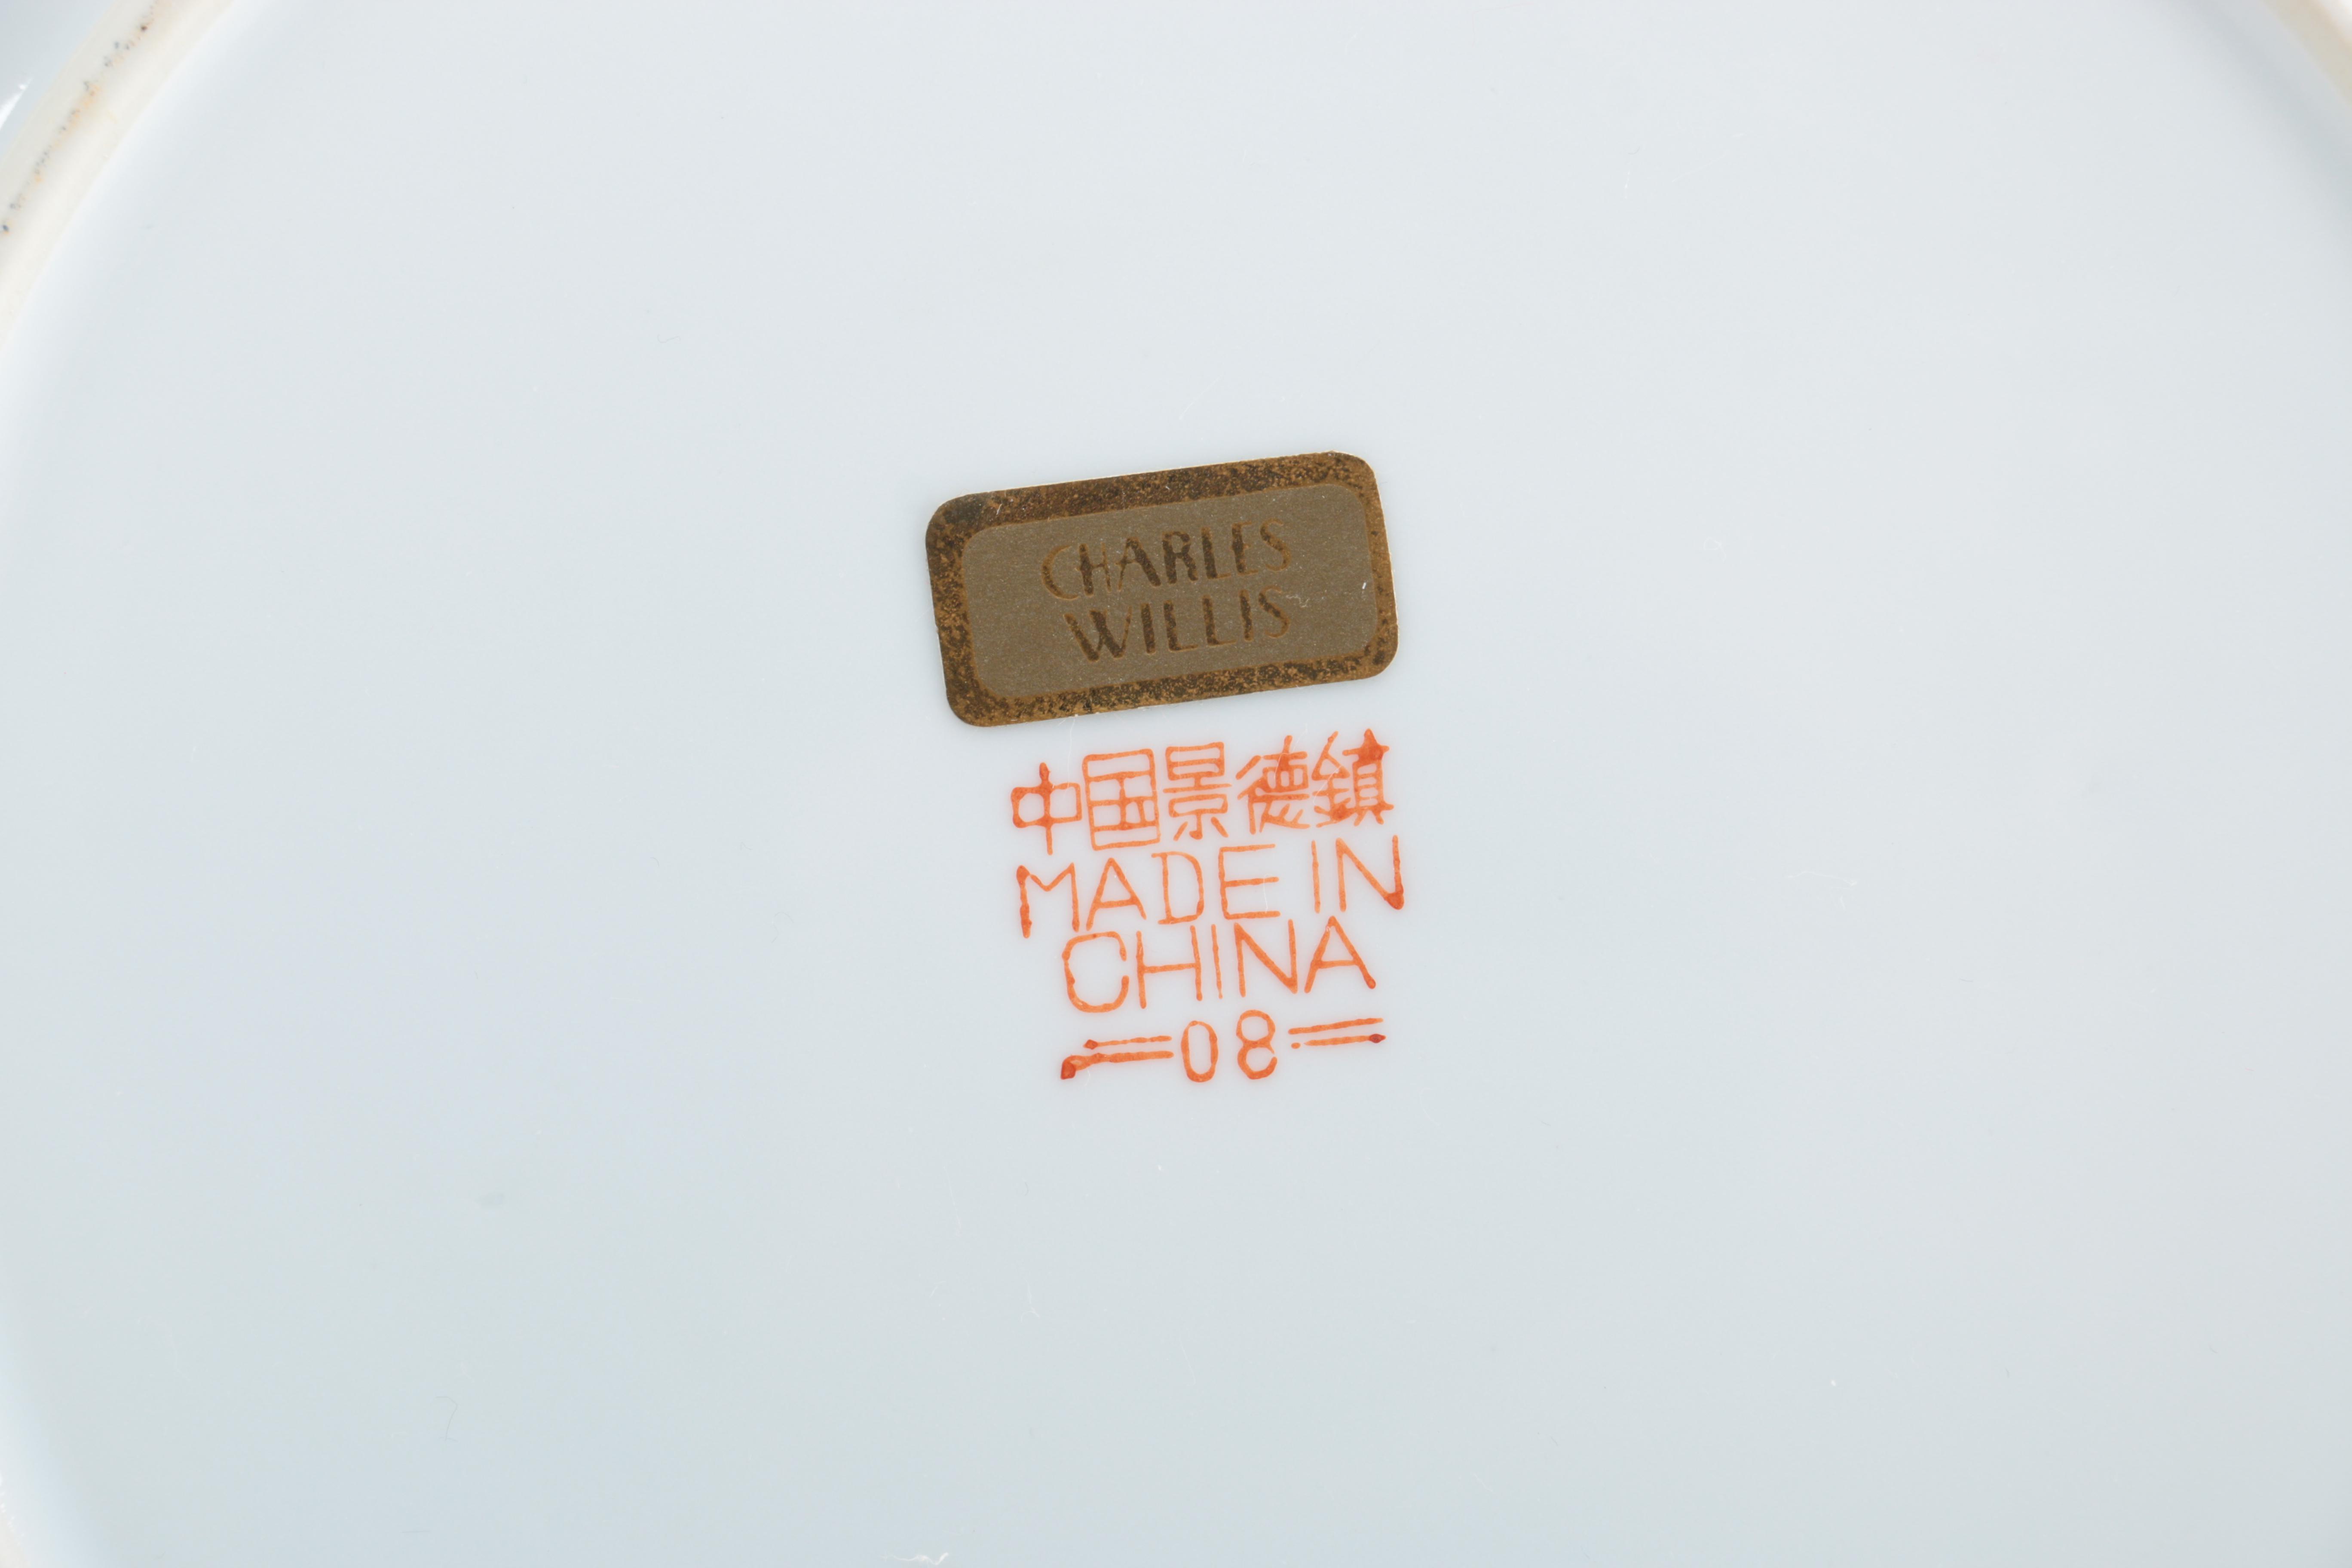 CHARLES
WILLIS
中国景德鎮
MADE IN
CHINA
=08=